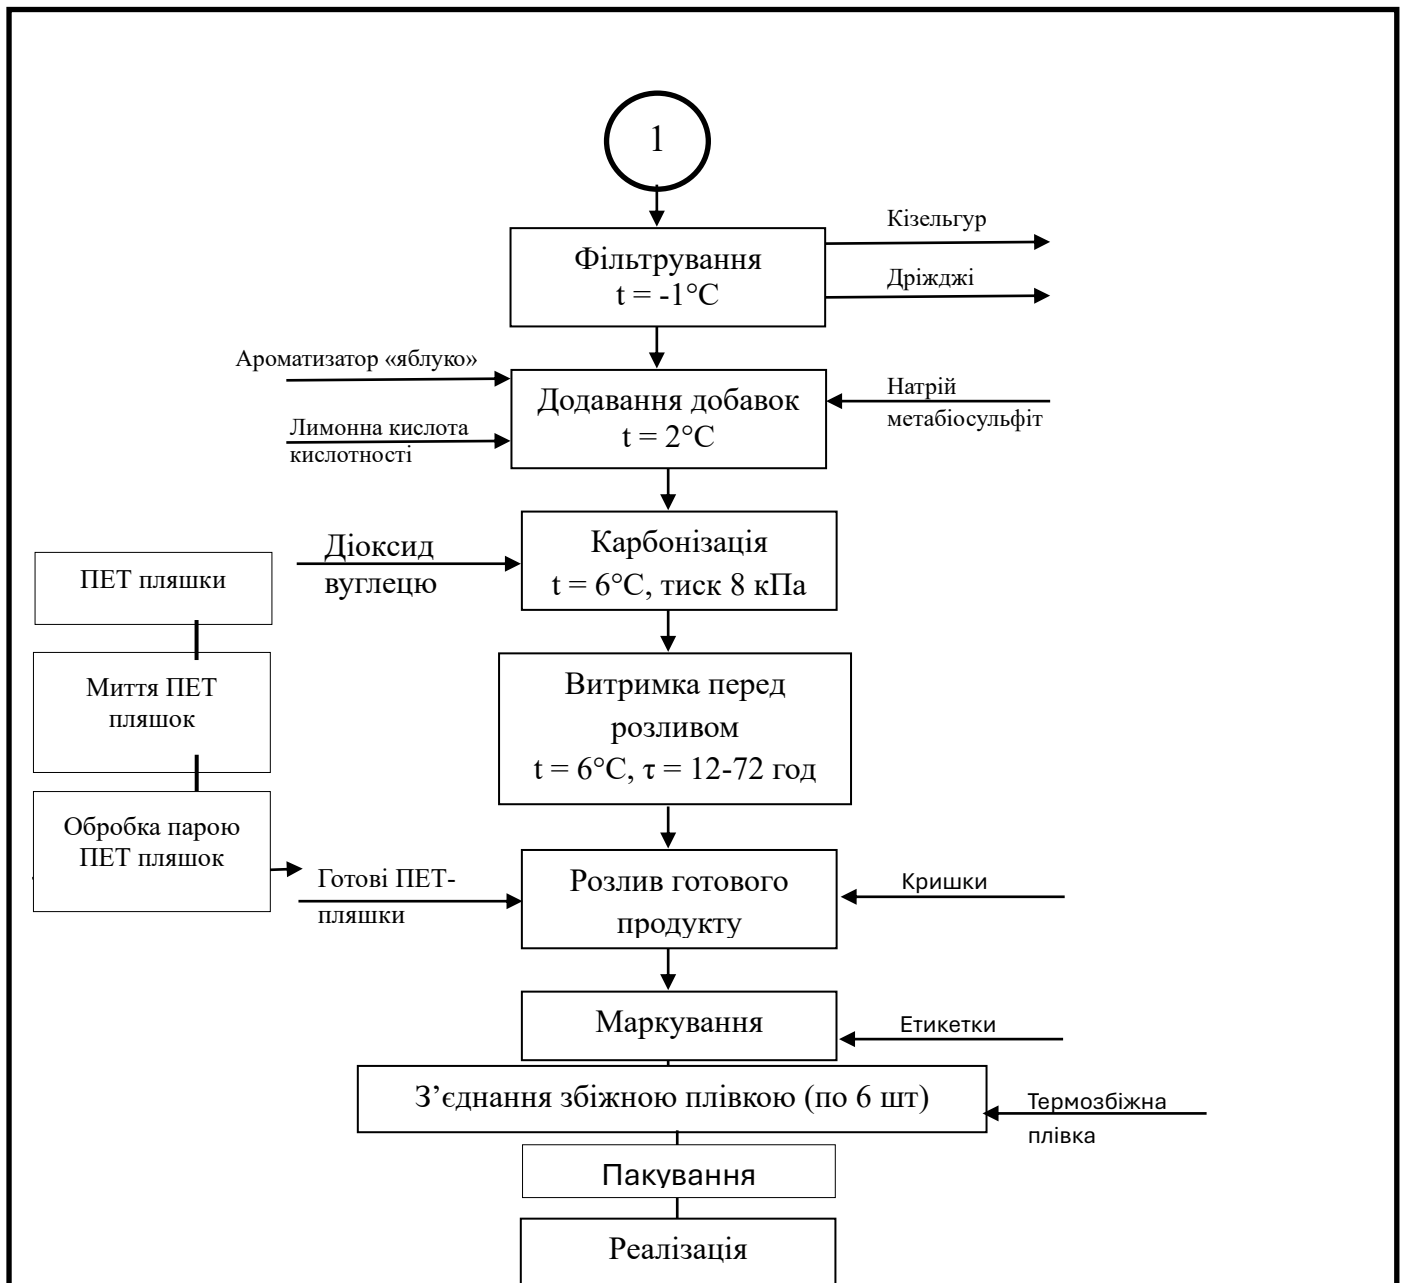 1
Кізельгур
Фільтрування
t = -1°C
Дріжджі
Ароматизатор «яблуко»
Додавання добавок
t = 2°C
Натрій
метабіосульфіт
Лимонна кислота
кислотності
Діоксид
вуглецю
Карбонізація
t = 6°C, тиск 8 кПа
ПЕТ пляшки
Миття ПЕТ
пляшок
Витримка перед
розливом
t = 6°C, τ = 12-72 год
Обробка парою
ПЕТ пляшок
Готові ПЕТ-
пляшки
Розлив готового
продукту
Кришки
Маркування
Етикетки
З’єднання збіжною плівкою (по 6 шт)
Термозбіжна
плівка
Пакування
Реалізація